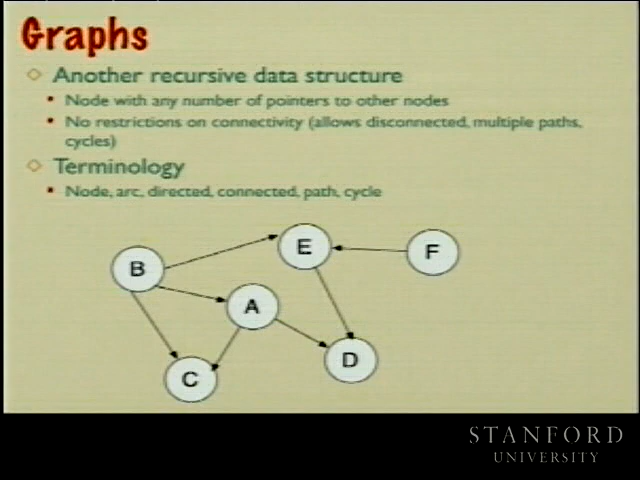 Graphs
Another recursive data structure
Node with any number of pointers to other nodes
No restrictions on connectivity (allows disconnected, multiple paths,
cycles)
Terminology
Node, arc, directed, connected, path, cycle
E
F
B
A
D
C
STANFORD
UNIVERSITY